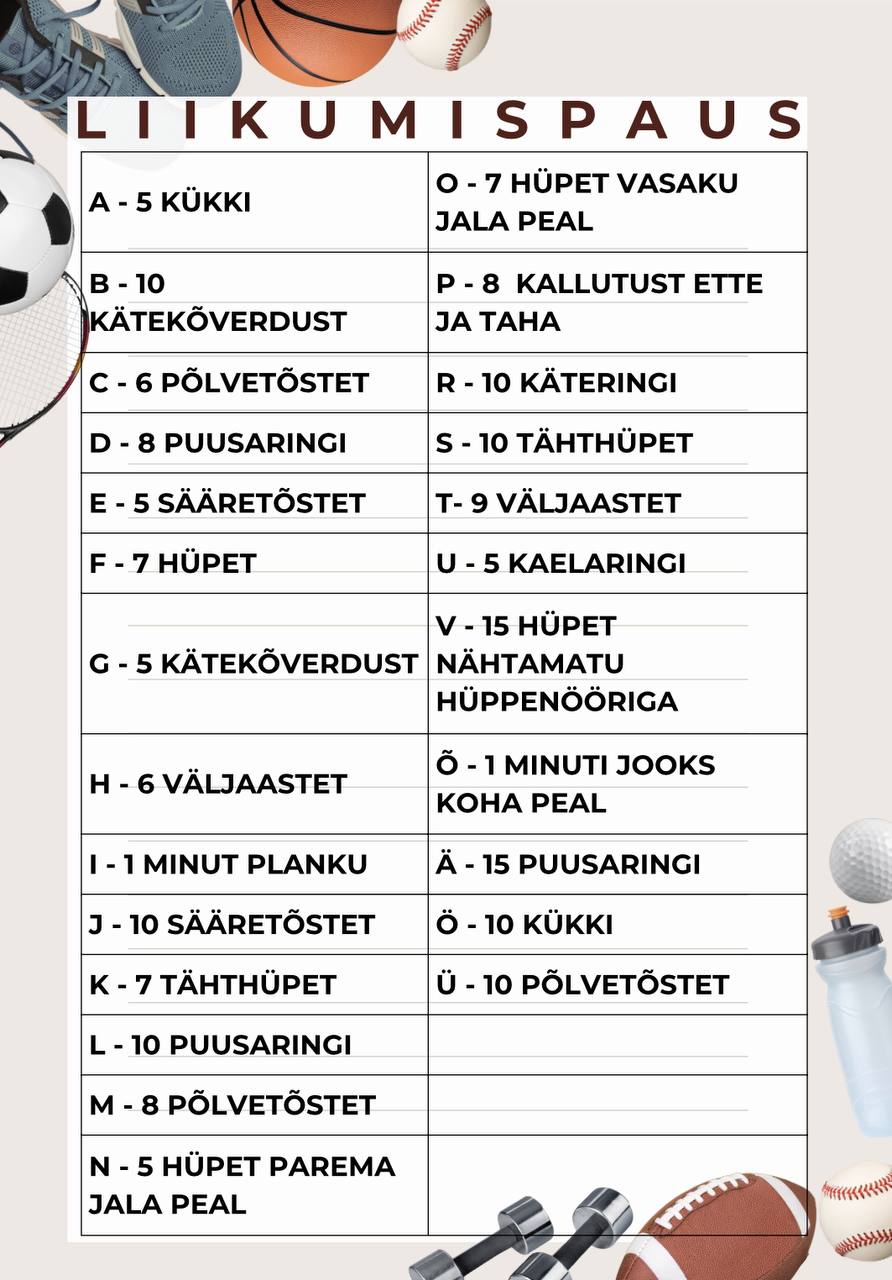 LIIKUMISPAUS
A - 5 KÜKKI
B - 10
KÄTEKÕVERDUST
C - 6 PÕLVETÕSTET
D - 8 PUUSARINGI
E - 5 SÄÄRETÕSTET
F - 7 HÜPET
G - 5 KÄTEKÕVERDUST
H - 6 VÄLJAASTET
I - 1 MINUT PLANKU
J - 10 SÄÄRETÕSTET
K - 7 TÄHTHÜPET
L - 10 PUUSARINGI
M - 8 PÕLVETÕSTET
N - 5 HÜPET PAREMA
JALA PEAL
O - 7 HÜPET VASAKU
JALA PEAL
P - 8 KALLUTUST ETTE
JA TAHA
R - 10 KÄTERINGI
S - 10 TÄHTHÜPET
T- 9 VÄLJAASTET
U - 5 KAELARINGI
V - 15 HÜPET
NÄHTAMATU
HÜPPENÖÖRIGA
Õ - 1 MINUTI JOOKS
KOHA PEAL
Ä - 15 PUUSARINGI
Ö - 10 KÜKKI
Ü - 10 PÕLVETÕSTET